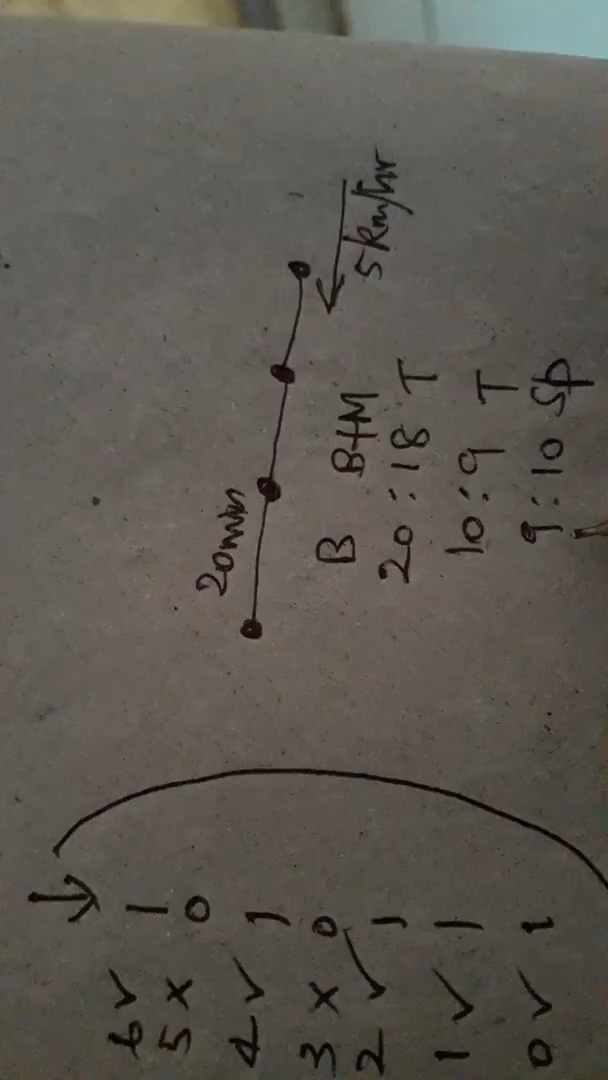 20min
5km/hr
B B+M
20:18 T
10:9 T
9:10 Sp
6 ✓ 1
5 × 0
4 ✓ 1
3 × 0
2 ✓ 1
1 ✓ 1
0 ✓ 1